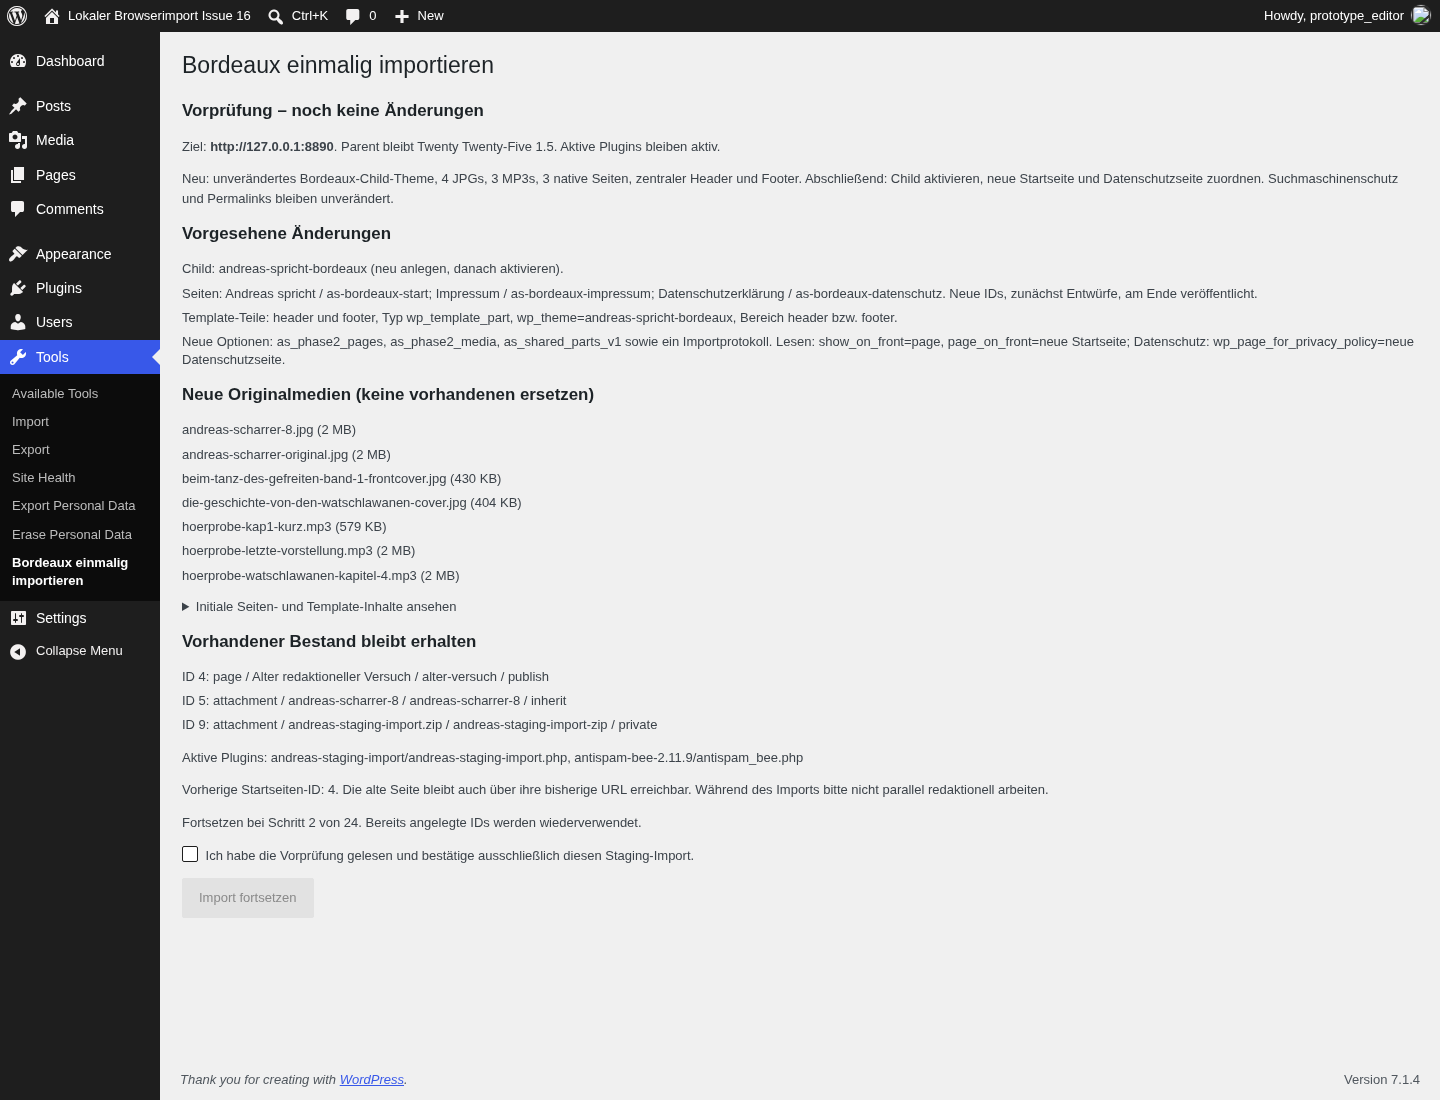 Lokaler Browserimport Issue 16
Ctrl+K
0
New
Howdy, prototype_editor
Dashboard
Posts
Media
Pages
Comments
Appearance
Plugins
Users
Tools
Available Tools
Import
Export
Site Health
Export Personal Data
Erase Personal Data
Bordeaux einmalig
importieren
Settings
Collapse Menu
Bordeaux einmalig importieren
Vorprüfung – noch keine Änderungen
Ziel: http://127.0.0.1:8890. Parent bleibt Twenty Twenty-Five 1.5. Aktive Plugins bleiben aktiv.
Neu: unverändertes Bordeaux-Child-Theme, 4 JPGs, 3 MP3s, 3 native Seiten, zentraler Header und Footer. Abschließend: Child aktivieren, neue Startseite und Datenschutzseite zuordnen. Suchmaschinenschutz
und Permalinks bleiben unverändert.
Vorgesehene Änderungen
Child: andreas-spricht-bordeaux (neu anlegen, danach aktivieren).
Seiten: Andreas spricht / as-bordeaux-start; Impressum / as-bordeaux-impressum; Datenschutzerklärung / as-bordeaux-datenschutz. Neue IDs, zunächst Entwürfe, am Ende veröffentlicht.
Template-Teile: header und footer, Typ wp_template_part, wp_theme=andreas-spricht-bordeaux, Bereich header bzw. footer.
Neue Optionen: as_phase2_pages, as_phase2_media, as_shared_parts_v1 sowie ein Importprotokoll. Lesen: show_on_front=page, page_on_front=neue Startseite; Datenschutz: wp_page_for_privacy_policy=neue
Datenschutzseite.
Neue Originalmedien (keine vorhandenen ersetzen)
andreas-scharrer-8.jpg (2 MB)
andreas-scharrer-original.jpg (2 MB)
beim-tanz-des-gefreiten-band-1-frontcover.jpg (430 KB)
die-geschichte-von-den-watschlawanen-cover.jpg (404 KB)
hoerprobe-kap1-kurz.mp3 (579 KB)
hoerprobe-letzte-vorstellung.mp3 (2 MB)
hoerprobe-watschlawanen-kapitel-4.mp3 (2 MB)
Initiale Seiten- und Template-Inhalte ansehen
Vorhandener Bestand bleibt erhalten
ID 4: page / Alter redaktioneller Versuch / alter-versuch / publish
ID 5: attachment / andreas-scharrer-8 / andreas-scharrer-8 / inherit
ID 9: attachment / andreas-staging-import.zip / andreas-staging-import-zip / private
Aktive Plugins: andreas-staging-import/andreas-staging-import.php, antispam-bee-2.11.9/antispam_bee.php
Vorherige Startseiten-ID: 4. Die alte Seite bleibt auch über ihre bisherige URL erreichbar. Während des Imports bitte nicht parallel redaktionell arbeiten.
Fortsetzen bei Schritt 2 von 24. Bereits angelegte IDs werden wiederverwendet.
Ich habe die Vorprüfung gelesen und bestätige ausschließlich diesen Staging-Import.
Import fortsetzen
Thank you for creating with WordPress.
Version 7.1.4